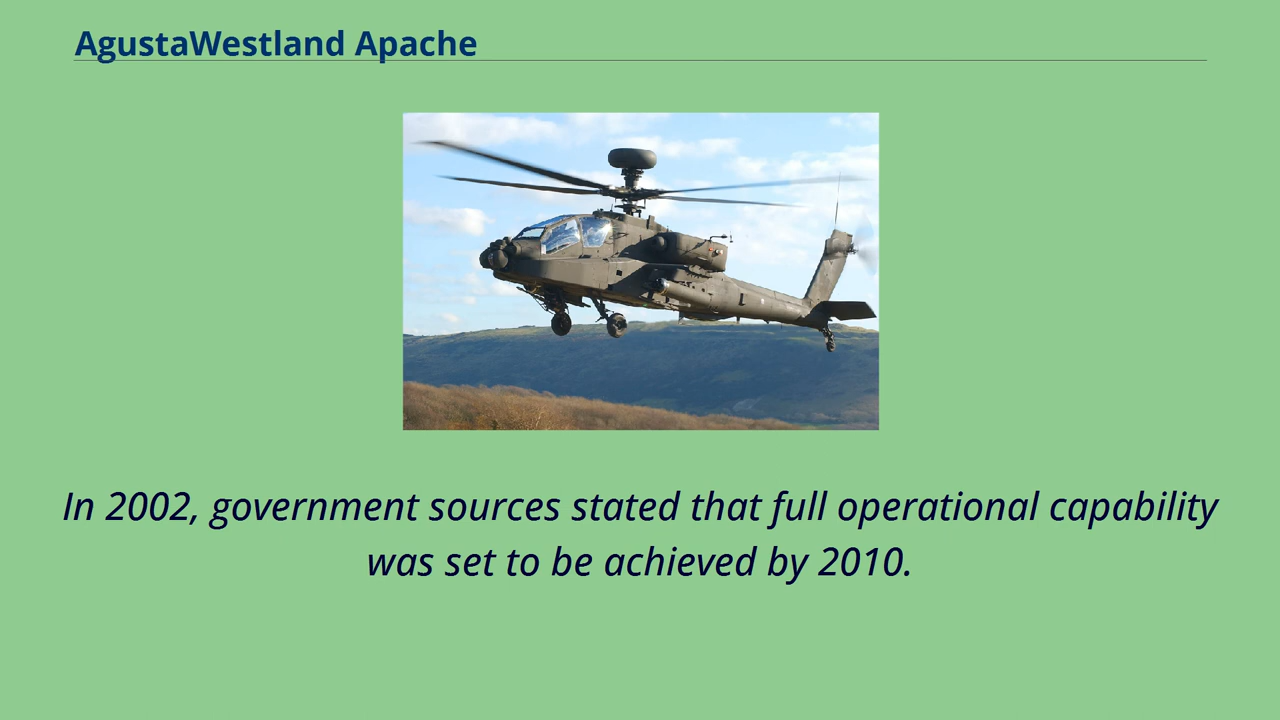 AgustaWestland Apache
In 2002, government sources stated that full operational capability
was set to be achieved by 2010.